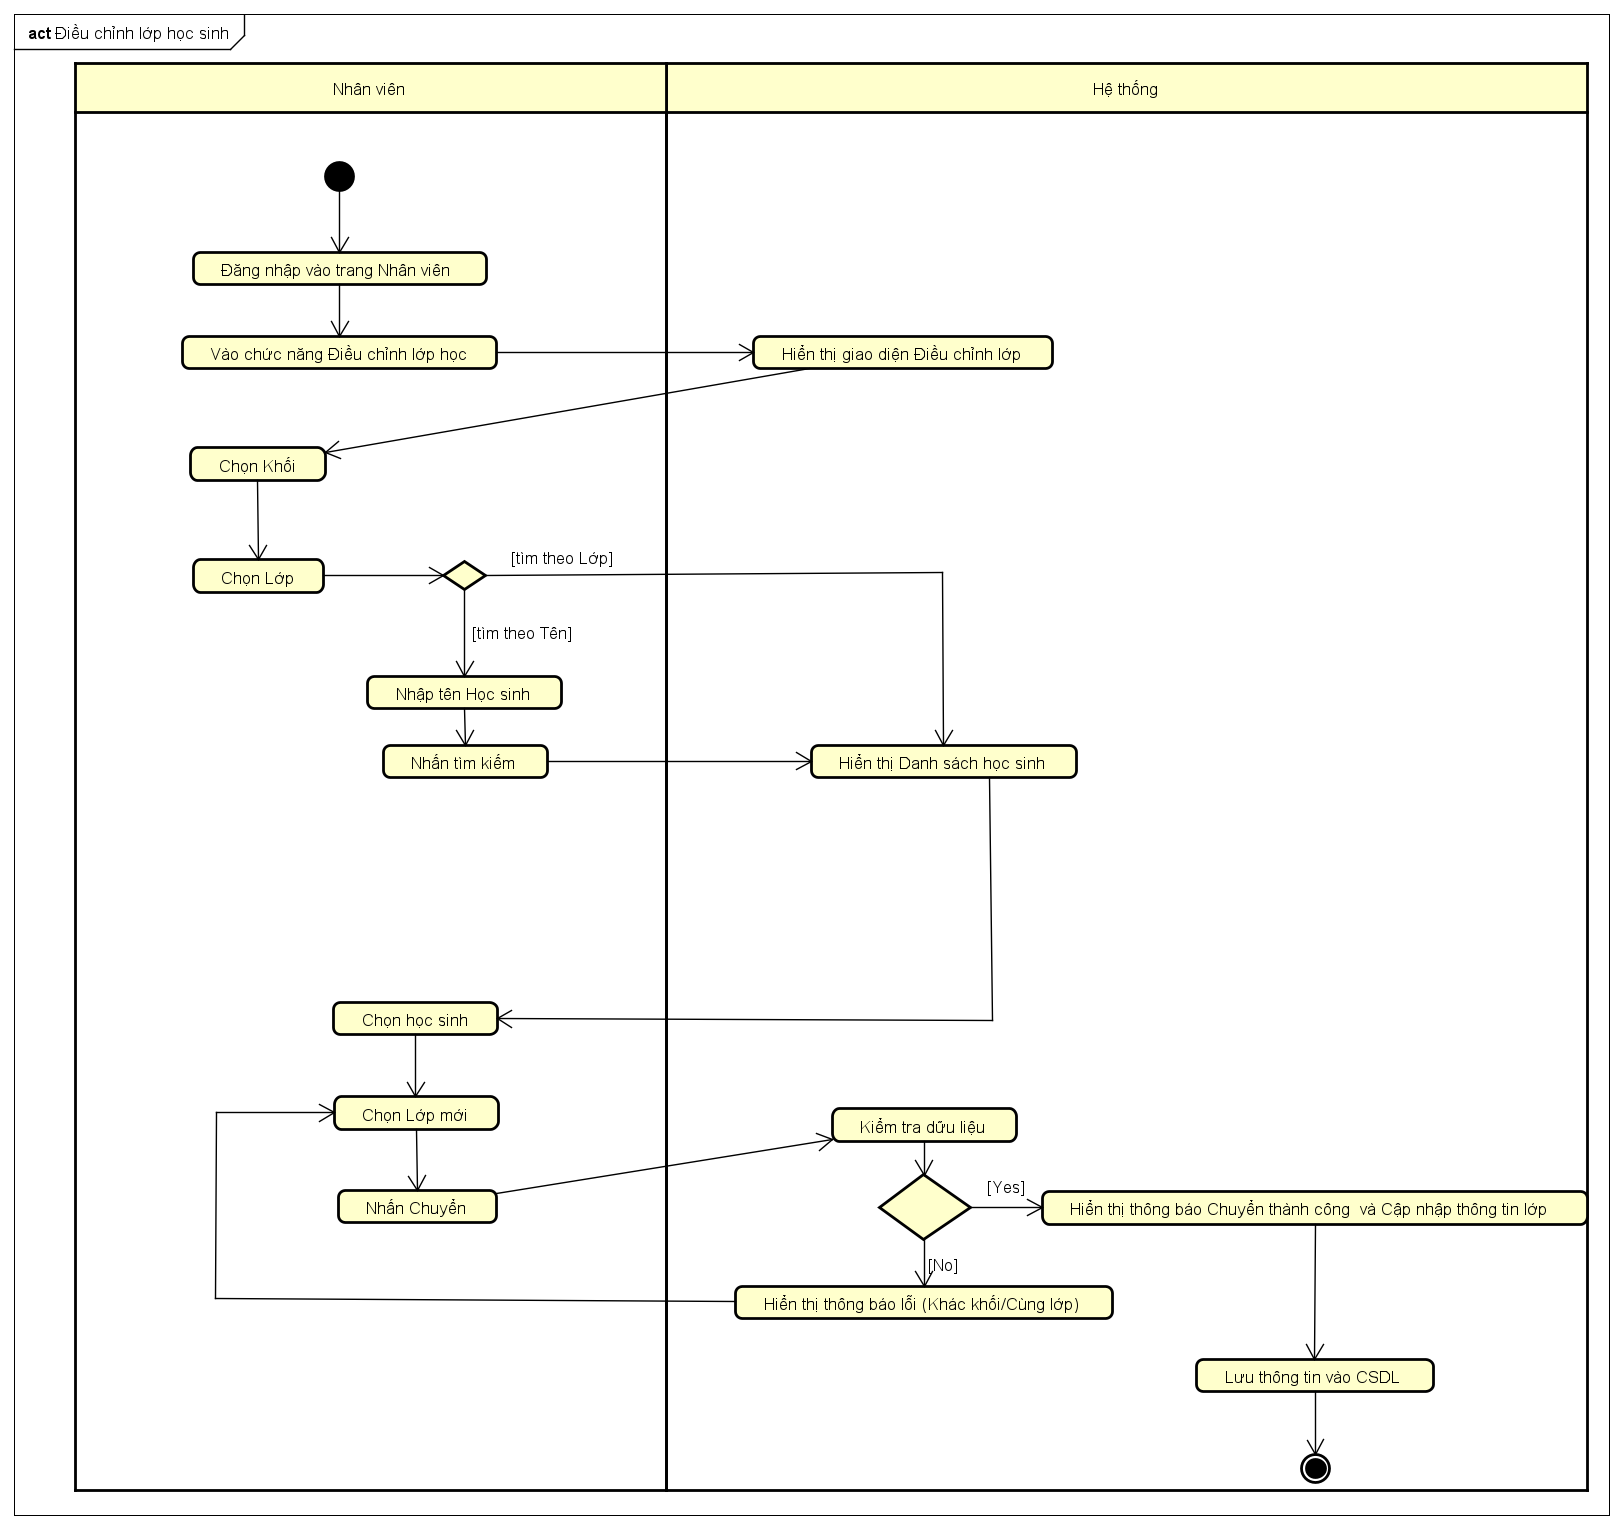 act Điều chỉnh lớp học sinh
Nhân viên
Hệ thống
Đăng nhập vào trang Nhân viên
Vào chức năng Điều chỉnh lớp học
Hiển thị giao diện Điều chỉnh lớp
Chọn Khối
Chọn Lớp
[tìm theo Lớp]
[tìm theo Tên]
Nhập tên Học sinh
Nhấn tìm kiếm
Hiển thị Danh sách học sinh
Chọn học sinh
Chọn Lớp mới
Kiểm tra dữu liệu
Nhấn Chuyển
[Yes]
Hiển thị thông báo Chuyển thành công  và Cập nhập thông tin lớp
[No]
Hiển thị thông báo lỗi (Khác khối/Cùng lớp)
Lưu thông tin vào CSDL